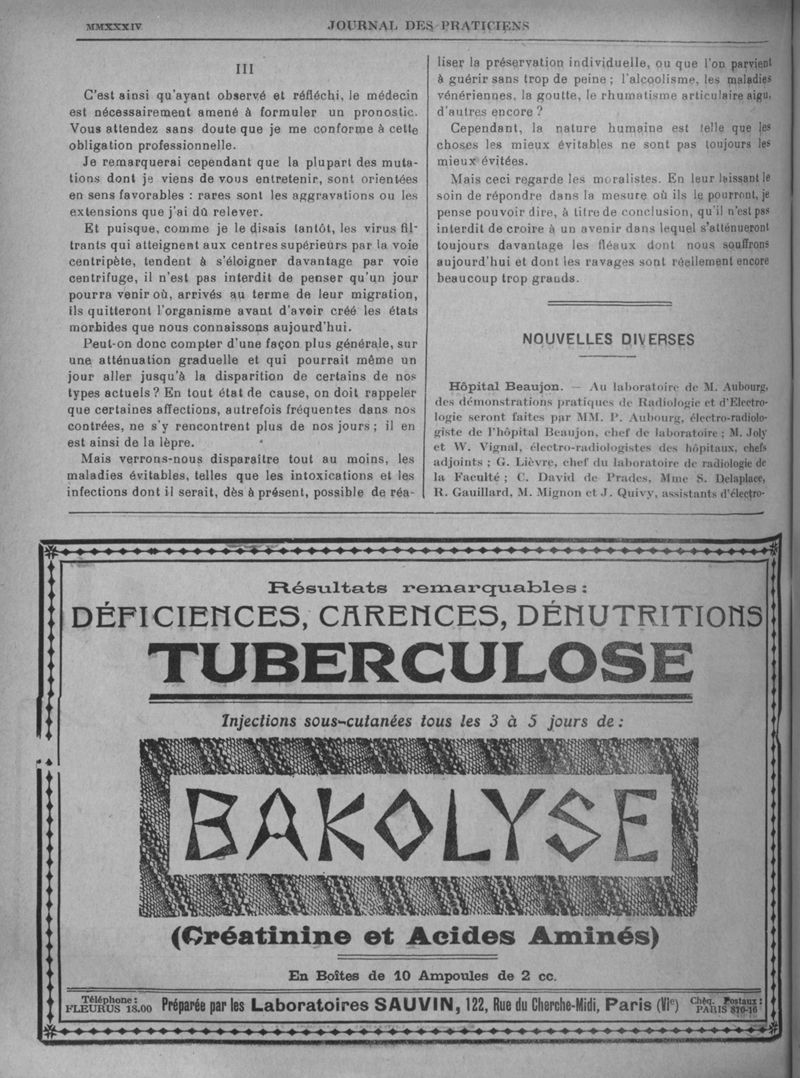 MMXXXIV
JOURNAL DES PRATICIENS
III
C'est ainsi qu'ayant observé et réfléchi, le médecin
est nécessairement amené à formuler un pronostic.
Vous attendez sans doute que je me conforme à cette
obligation professionnelle.
Je remarquerai cependant que la plupart des muta-
tions dont je viens de vous entretenir, sont orientées
en sens favorables : rares sont les aggravations ou les
extensions que j'ai dû relever.
Et puisque, comme je le disais tantôt, les virus fil-
trants qui atteignent aux centres supérieurs par la voie
centripète, tendent à s'éloigner davantage par voie
centrifuge, il n'est pas interdit de penser qu'un jour
pourra venir où, arrivés au terme de leur migration,
ils quitteront l'organisme avant d'avoir créé les états
morbides que nous connaissons aujourd'hui.
Peut-on donc compter d'une façon plus générale, sur
une atténuation graduelle et qui pourrait même un
jour aller jusqu'à la disparition de certains de nos
types actuels ? En tout état de cause, on doit rappeler
que certaines affections, autrefois fréquentes dans nos
contrées, ne s'y rencontrent plus de nos jours ; il en
est ainsi de la lèpre.
Mais verrons-nous disparaître tout au moins, les
maladies évitables, telles que les intoxications et les
infections dont il serait, dès à présent, possible de réa-
liser la préservation individuelle, ou que l'on parvient
à guérir sans trop de peine ; l'alcoolisme, les maladies
vénériennes, la goutte, le rhumatisme articulaire aigu,
d'autres encore ?
Cependant, la nature humaine est telle que les
choses les mieux évitables ne sont pas toujours les
mieux évitées.
Mais ceci regarde les moralistes. En leur laissant le
soin de répondre dans la mesure où ils le pourront, je
pense pouvoir dire, à titre de conclusion, qu'il n'est pas
interdit de croire à un avenir dans lequel s'atténueront
toujours davantage les fléaux dont nous souffrons
aujourd'hui et dont les ravages sont réellement encore
beaucoup trop grands.
NOUVELLES DIVERSES
Hôpital Beaujon. — Au laboratoire de M. Aubourg,
des démonstrations pratiques de Radiologie et d'Electro-
logie seront faites par MM. P. Aubourg, électro-radiolo-
giste de l'hôpital Beaujon, chef de laboratoire ; M. Joly
et W. Vignal, électro-radiologistes des hôpitaux, chefs
adjoints ; G. Lièvre, chef du laboratoire de radiologie de
la Faculté ; C. David de Prades, Mme S. Delaplace,
R. Gauillard, M. Mignon et J. Quivy, assistants d'électro-
Résultats remarquables :
DÉFICIENCES, CARENCES, DÉNUTRITIONS
TUBERCULOSE
Injections sous-cutanées tous les 3 à 5 jours de :
BAKOLYSE
(Créatinine et Acides Aminés)
En Boîtes de 10 Ampoules de 2 cc.
Téléphone : FLEURUS 18.00 Préparée par les Laboratoires SAUVIN, 122, Rue du Cherche-Midi, Paris (VIe) Chèq. Postaux : PARIS 870-16